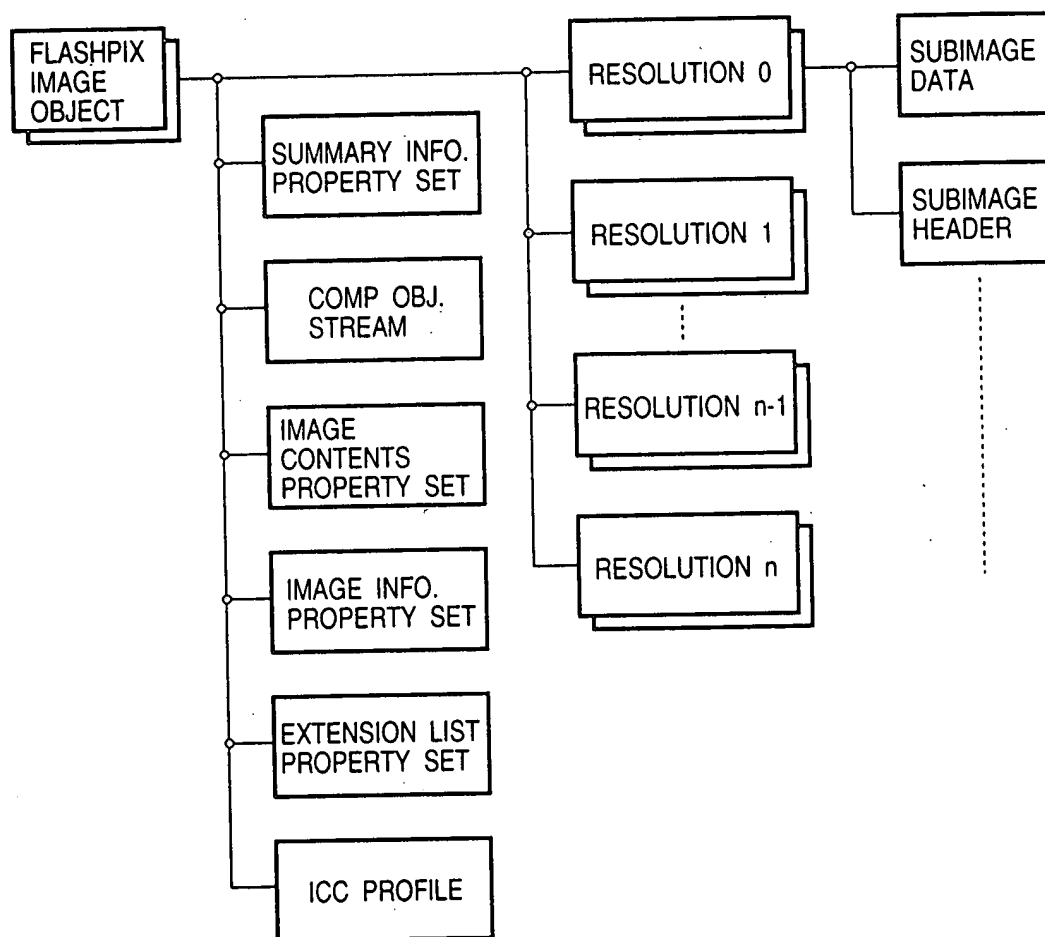 FLASHPIX
IMAGE
OBJECT
SUMMARY INFO.
PROPERTY SET
COMP OBJ.
STREAM
IMAGE
CONTENTS
PROPERTY SET
IMAGE INFO.
PROPERTY SET
EXTENSION LIST
PROPERTY SET
ICC PROFILE
RESOLUTION 0
RESOLUTION 1
RESOLUTION n-1
RESOLUTION n
SUBIMAGE
DATA
SUBIMAGE
HEADER